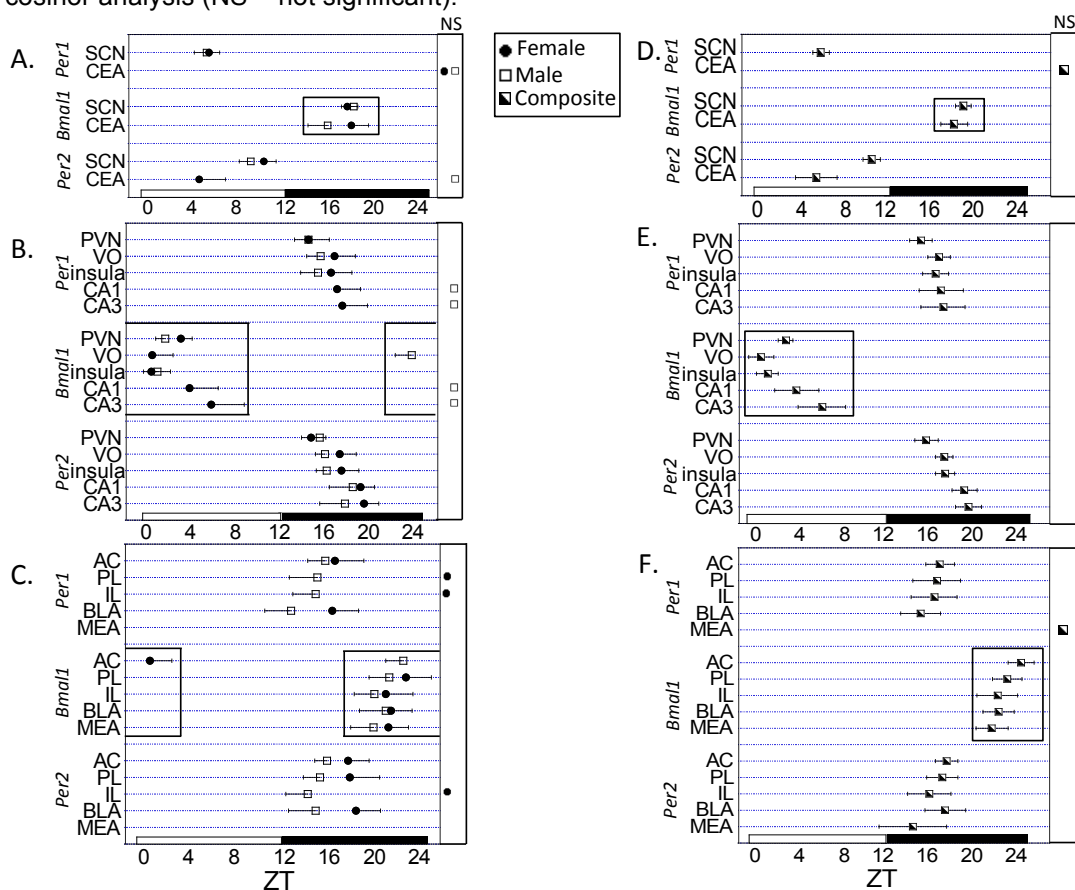 cosinor analysis (NS = not significant).
NS
A.
Per1
SCN
CEA
Bmal1
SCN
CEA
Per2
SCN
CEA
0 4 8 12 16 20 24
Female
Male
Composite
NS
D.
Per1
SCN
CEA
Bmal1
SCN
CEA
Per2
SCN
CEA
0 4 8 12 16 20 24
B.
Per1
PVN
VO
insula
CA1
CA3
Bmal1
PVN
VO
insula
CA1
CA3
Per2
PVN
VO
insula
CA1
CA3
0 4 8 12 16 20 24
E.
Per1
PVN
VO
insula
CA1
CA3
Bmal1
PVN
VO
insula
CA1
CA3
Per2
PVN
VO
insula
CA1
CA3
0 4 8 12 16 20 24
C.
Per1
AC
PL
IL
BLA
MEA
Bmal1
AC
PL
IL
BLA
MEA
Per2
AC
PL
IL
BLA
MEA
0 4 8 12 16 20 24
ZT
F.
Per1
AC
PL
IL
BLA
MEA
Bmal1
AC
PL
IL
BLA
MEA
Per2
AC
PL
IL
BLA
MEA
0 4 8 12 16 20 24
ZT